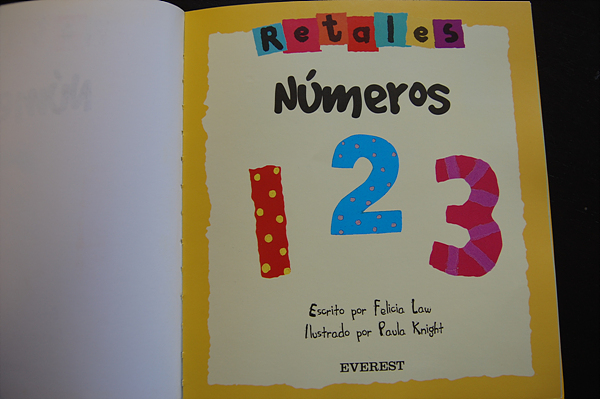 Retales
Números
1 2 3
Escrito por Felicia Law
Ilustrado por Paula Knight
EVEREST